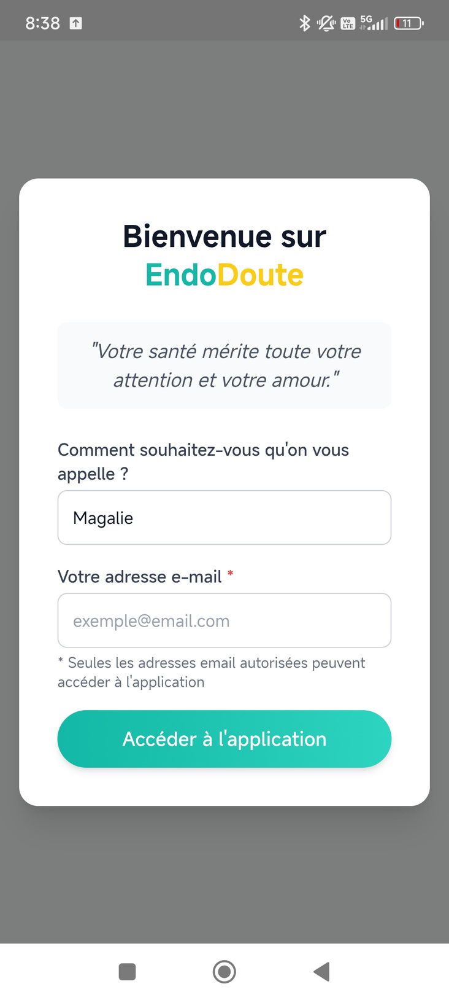 8:38
Vo
LTE
5G
11
Bienvenue sur
EndoDoute
"Votre santé mérite toute votre
attention et votre amour."
Comment souhaitez-vous qu'on vous
appelle ?
Magalie
Votre adresse e-mail *
exemple@email.com
* Seules les adresses email autorisées peuvent
accéder à l'application
Accéder à l'application